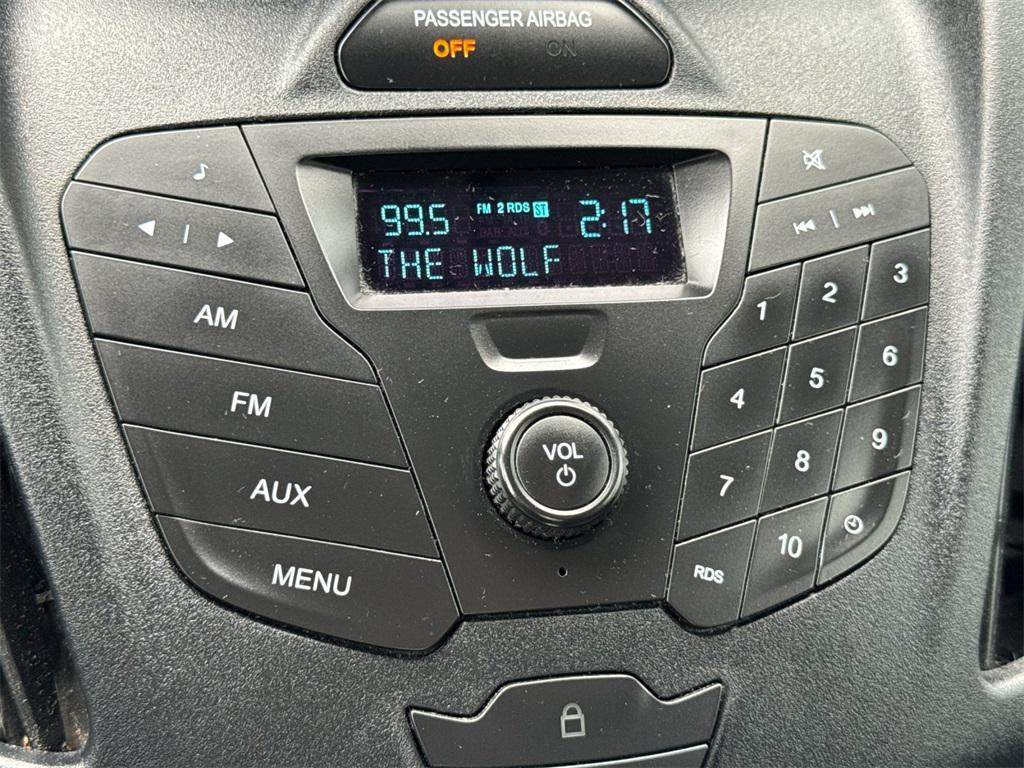 PASSENGER AIRBAG
OFF ON
99.5 FM 2 RDS ST 2:17
THE WOLF
AM
FM
AUX
MENU
VOL
1 2 3
4 5 6
7 8 9
RDS 10